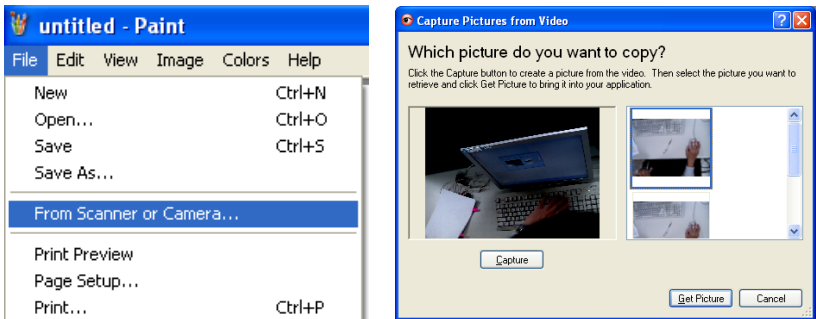 untitled - Paint
File Edit View Image Colors Help
New Ctrl+N
Open... Ctrl+O
Save Ctrl+S
Save As...
From Scanner or Camera...
Print Preview
Page Setup...
Print... Ctrl+P
Capture Pictures from Video
Which picture do you want to copy?
Click the Capture button to create a picture from the video. Then select the picture you want to
retrieve and click Get Picture to bring it into your application.
Capture
Get Picture Cancel